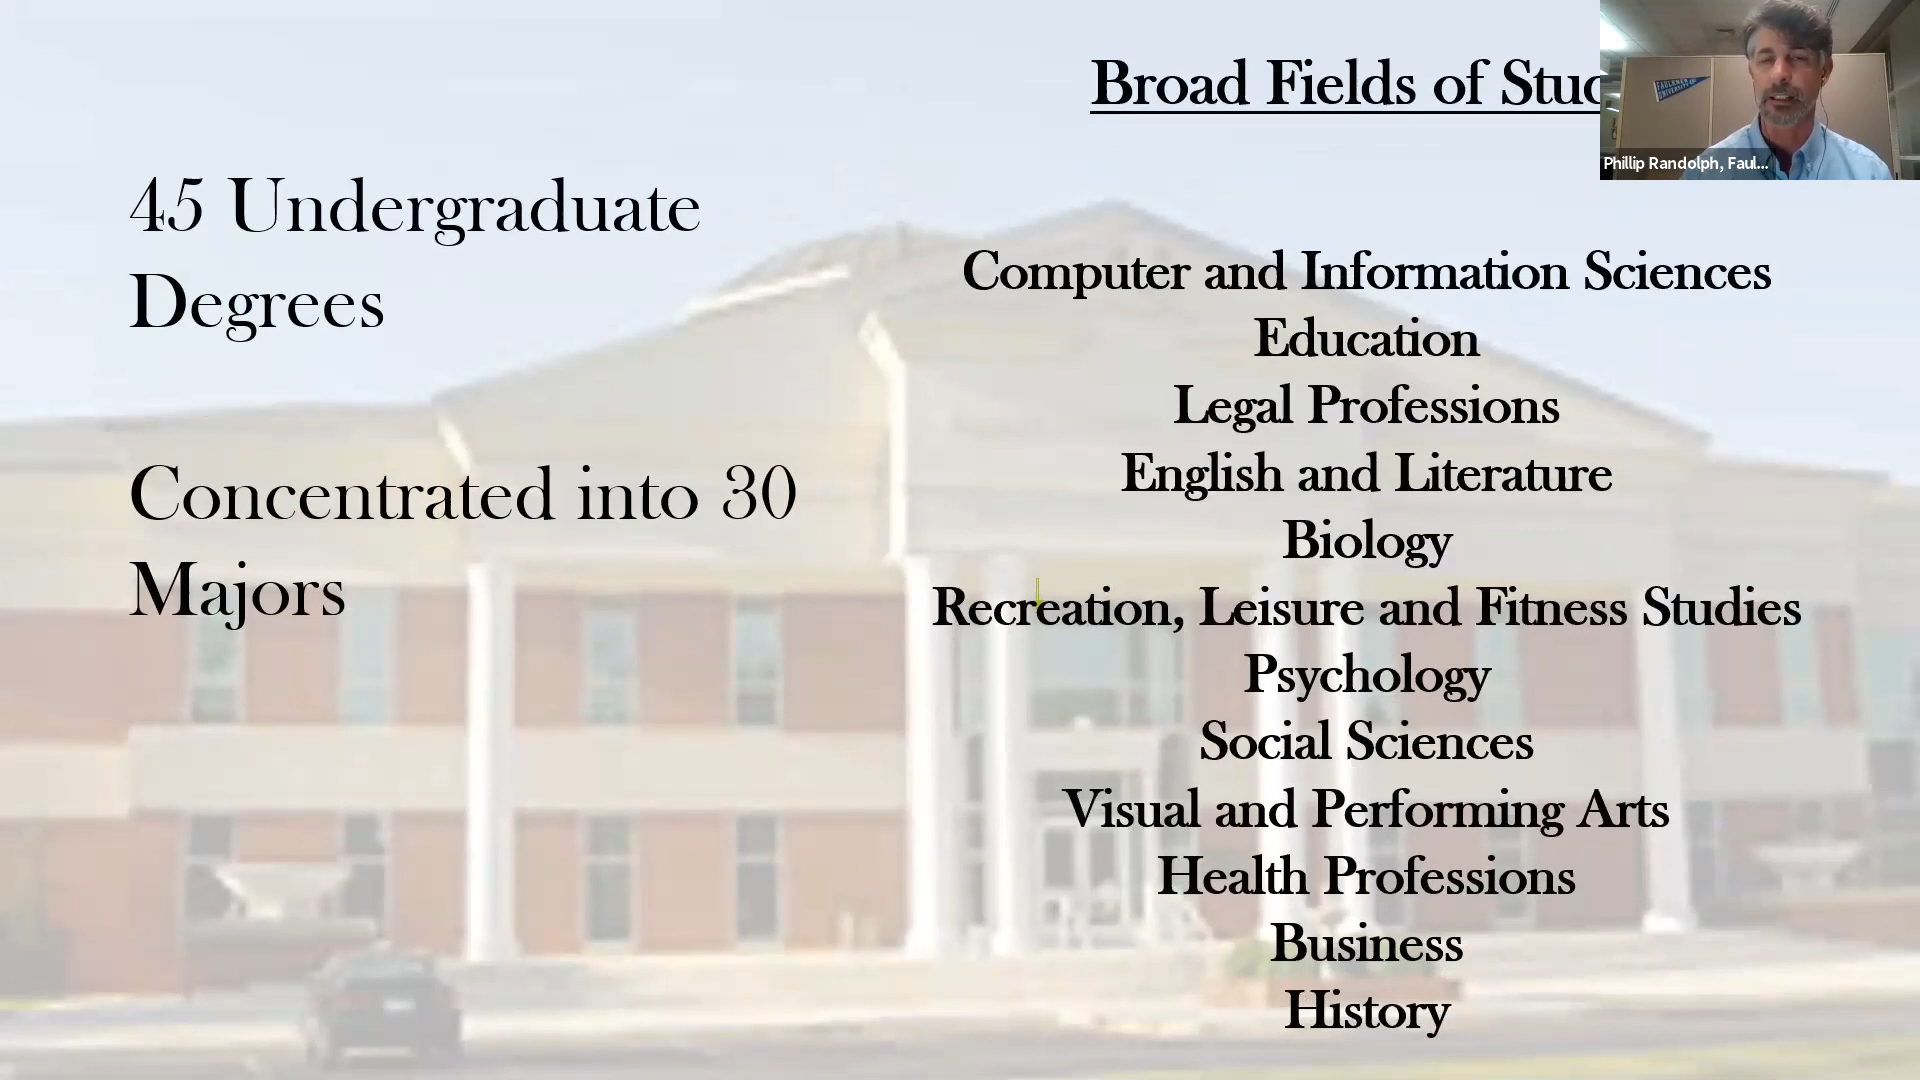 Broad Fields of Stud
45 Undergraduate
Degrees
Concentrated into 30
Majors
Computer and Information Sciences
Education
Legal Professions
English and Literature
Biology
Recreation, Leisure and Fitness Studies
Psychology
Social Sciences
Visual and Performing Arts
Health Professions
Business
History
FAULKNER
UNIVERSITY
Phillip Randolph, Faul...